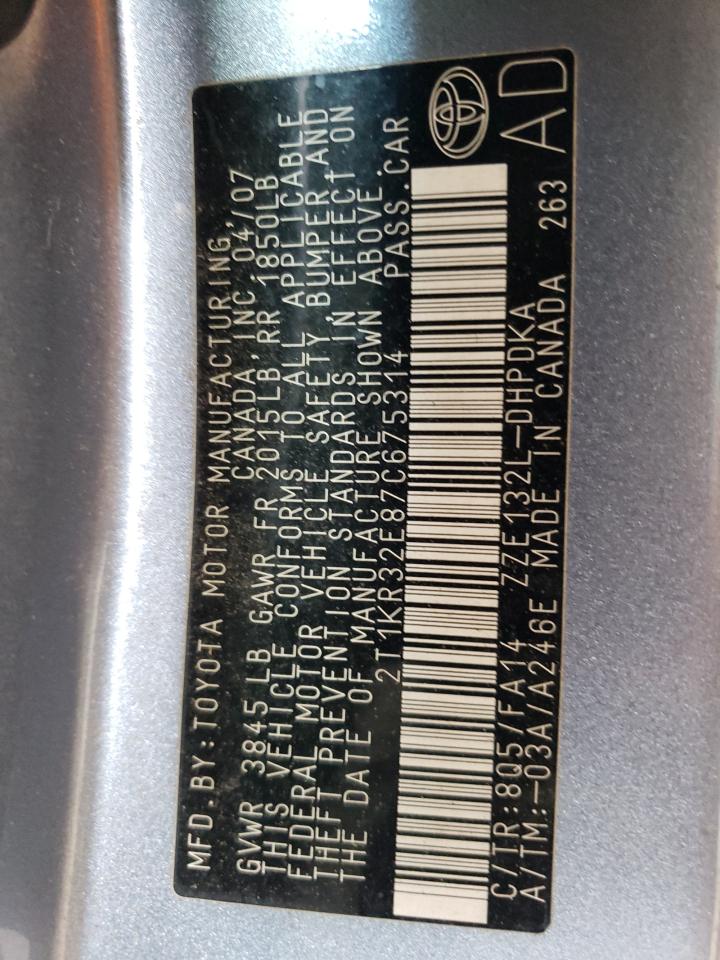 MFD.BY:TOYOTA MOTOR MANUFACTURING
CANADA, INC 04/07
GVWR 3845 LB GAWR FR 2015LB, RR 1850LB
THIS VEHICLE CONFORMS TO ALL APPLICABLE
FEDERAL MOTOR VEHICLE SAFETY, BUMPER, AND
THEFT PREVENTION STANDARDS IN EFFECT ON
THE DATE OF MANUFACTURE SHOWN ABOVE.
2T1KR32E87C675314 PASS.CAR
C/TR:8Q5/FA14 ZZE132L-DHPDKA
A/TM:-03A/A246E MADE IN CANADA 263
AD